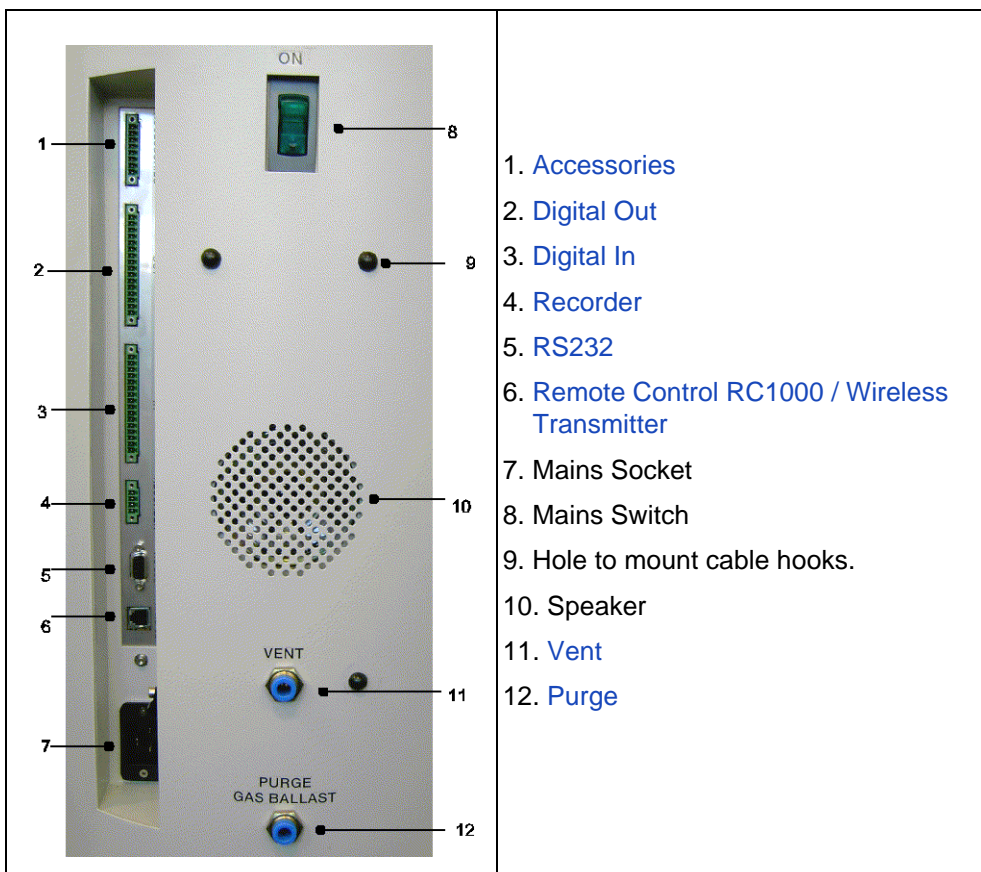 ON
1
2
3
4
5
6
7
8
9
10
11
12
VENT
PURGE
GAS BALLAST
1. Accessories
2. Digital Out
3. Digital In
4. Recorder
5. RS232
6. Remote Control RC1000 / Wireless
Transmitter
7. Mains Socket
8. Mains Switch
9. Hole to mount cable hooks.
10. Speaker
11. Vent
12. Purge